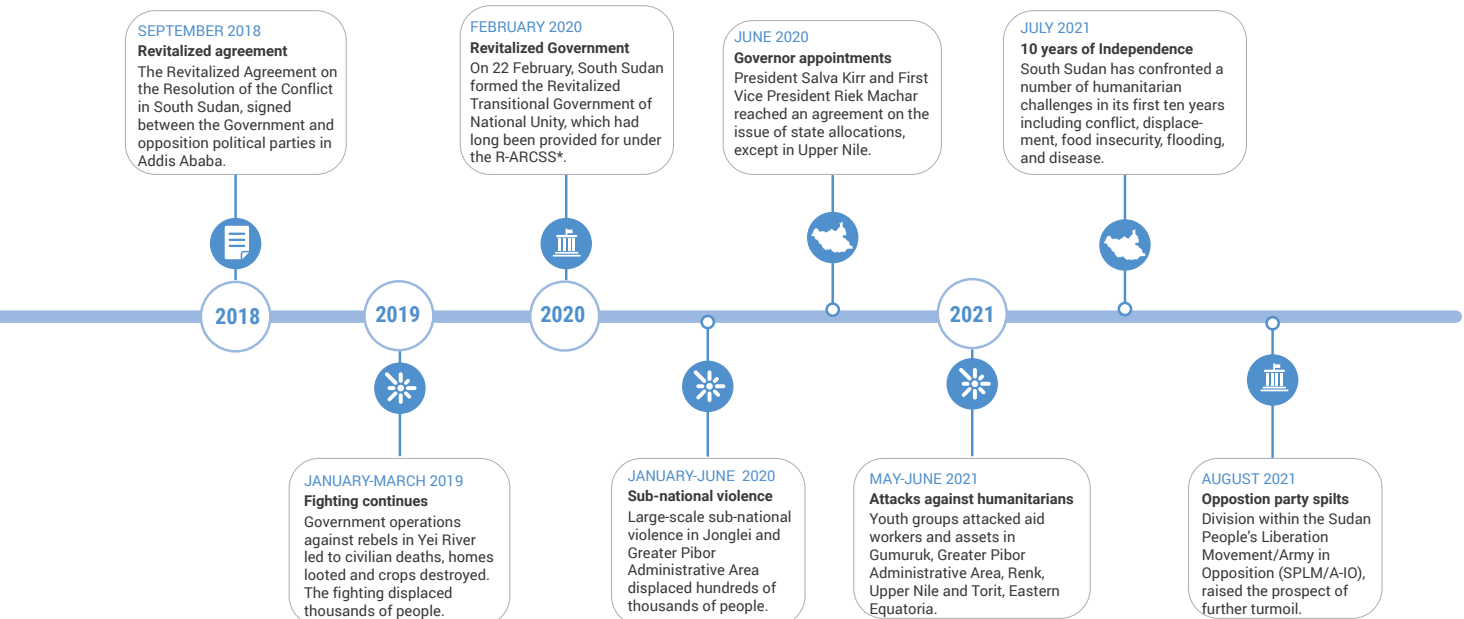 SEPTEMBER 2018
Revitalized agreement
The Revitalized Agreement on
the Resolution of the Conflict
in South Sudan, signed
between the Government and
opposition political parties in
Addis Ababa.
FEBRUARY 2020
Revitalized Government
On 22 February, South Sudan
formed the Revitalized
Transitional Government of
National Unity, which had
long been provided for under
the R-ARCSS*.
JUNE 2020
Governor appointments
President Salva Kirr and First
Vice President Riek Machar
reached an agreement on the
issue of state allocations,
except in Upper Nile.
JULY 2021
10 years of Independence
South Sudan has confronted a
number of humanitarian
challenges in its first ten years
including conflict, displace-
ment, food insecurity, flooding,
and disease.
2018
2019
2020
2021
JANUARY-MARCH 2019
Fighting continues
Government operations
against rebels in Yei River
led to civilian deaths, homes
looted and crops destroyed.
The fighting displaced
thousands of people.
JANUARY-JUNE 2020
Sub-national violence
Large-scale sub-national
violence in Jonglei and
Greater Pibor
Administrative Area
displaced hundreds of
thousands of people.
MAY-JUNE 2021
Attacks against humanitarians
Youth groups attacked aid
workers and assets in
Gumuruk, Greater Pibor
Administrative Area, Renk,
Upper Nile and Torit, Eastern
Equatoria.
AUGUST 2021
Oppostion party spilts
Division within the Sudan
People's Liberation
Movement/Army in
Opposition (SPLM/A-IO),
raised the prospect of
further turmoil.